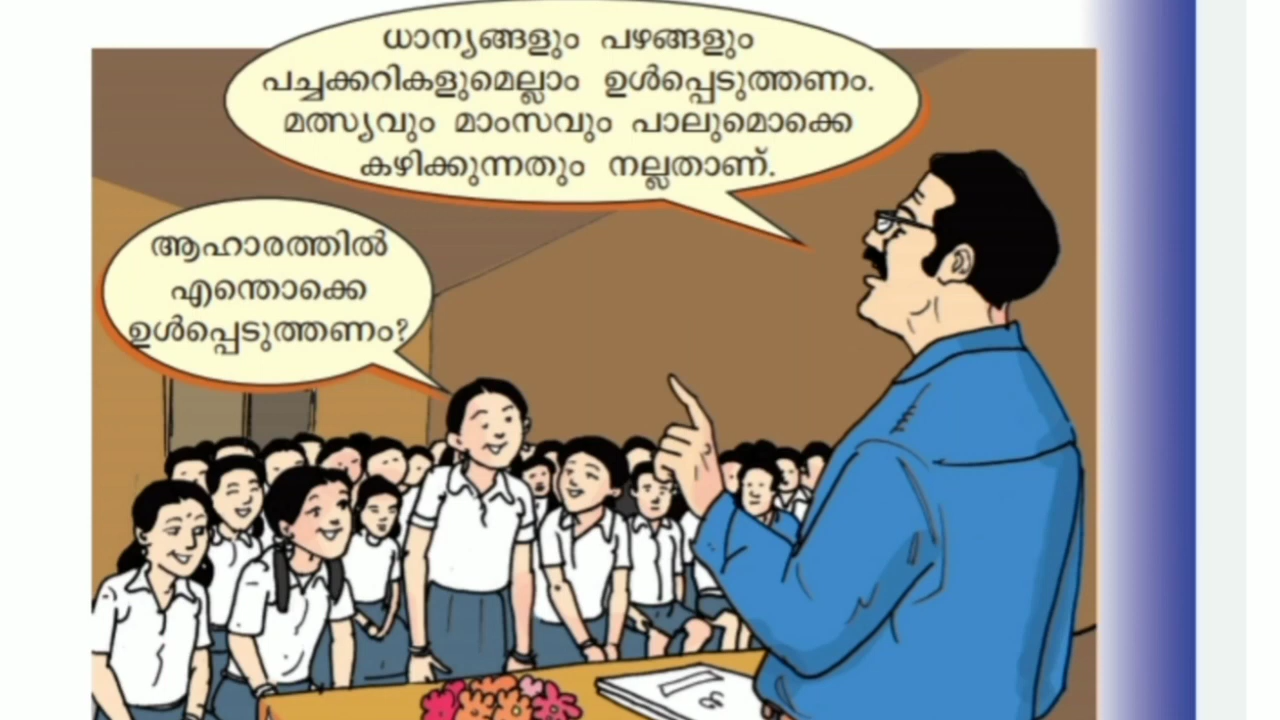 ധാന്യങ്ങളും പഴങ്ങളും
പച്ചക്കറികളുമെല്ലാം ഉൾപ്പെടുത്തണം.
മത്സ്യവും മാംസവും പാലുമൊക്കെ
കഴിക്കുന്നതും നല്ലതാണ്.
ആഹാരത്തിൽ
എന്തൊക്കെ
ഉൾപ്പെടുത്തണം?